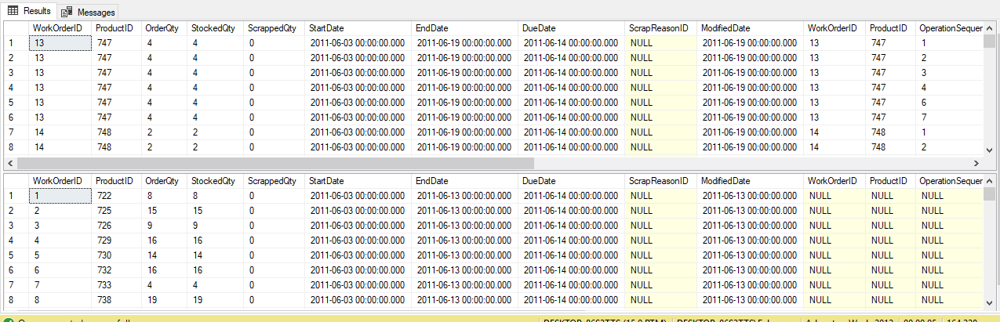 Results Messages
WorkOrderID ProductID OrderQty StockedQty ScrappedQty StartDate EndDate DueDate ScrapReasonID ModifiedDate WorkOrderID ProductID OperationSequen
1 13 747 4 4 0 2011-06-03 00:00:00.000 2011-06-19 00:00:00.000 2011-06-14 00:00:00.000 NULL 2011-06-19 00:00:00.000 13 747 1
2 13 747 4 4 0 2011-06-03 00:00:00.000 2011-06-19 00:00:00.000 2011-06-14 00:00:00.000 NULL 2011-06-19 00:00:00.000 13 747 2
3 13 747 4 4 0 2011-06-03 00:00:00.000 2011-06-19 00:00:00.000 2011-06-14 00:00:00.000 NULL 2011-06-19 00:00:00.000 13 747 3
4 13 747 4 4 0 2011-06-03 00:00:00.000 2011-06-19 00:00:00.000 2011-06-14 00:00:00.000 NULL 2011-06-19 00:00:00.000 13 747 4
5 13 747 4 4 0 2011-06-03 00:00:00.000 2011-06-19 00:00:00.000 2011-06-14 00:00:00.000 NULL 2011-06-19 00:00:00.000 13 747 6
6 13 747 4 4 0 2011-06-03 00:00:00.000 2011-06-19 00:00:00.000 2011-06-14 00:00:00.000 NULL 2011-06-19 00:00:00.000 13 747 7
7 14 748 2 2 0 2011-06-03 00:00:00.000 2011-06-19 00:00:00.000 2011-06-14 00:00:00.000 NULL 2011-06-19 00:00:00.000 14 748 1
8 14 748 2 2 0 2011-06-03 00:00:00.000 2011-06-19 00:00:00.000 2011-06-14 00:00:00.000 NULL 2011-06-19 00:00:00.000 14 748 2
WorkOrderID ProductID OrderQty StockedQty ScrappedQty StartDate EndDate DueDate ScrapReasonID ModifiedDate WorkOrderID ProductID OperationSequen
1 1 722 8 8 0 2011-06-03 00:00:00.000 2011-06-13 00:00:00.000 2011-06-14 00:00:00.000 NULL 2011-06-13 00:00:00.000 NULL NULL NULL
2 2 725 15 15 0 2011-06-03 00:00:00.000 2011-06-13 00:00:00.000 2011-06-14 00:00:00.000 NULL 2011-06-13 00:00:00.000 NULL NULL NULL
3 3 726 9 9 0 2011-06-03 00:00:00.000 2011-06-13 00:00:00.000 2011-06-14 00:00:00.000 NULL 2011-06-13 00:00:00.000 NULL NULL NULL
4 4 729 16 16 0 2011-06-03 00:00:00.000 2011-06-13 00:00:00.000 2011-06-14 00:00:00.000 NULL 2011-06-13 00:00:00.000 NULL NULL NULL
5 5 730 14 14 0 2011-06-03 00:00:00.000 2011-06-13 00:00:00.000 2011-06-14 00:00:00.000 NULL 2011-06-13 00:00:00.000 NULL NULL NULL
6 6 732 16 16 0 2011-06-03 00:00:00.000 2011-06-13 00:00:00.000 2011-06-14 00:00:00.000 NULL 2011-06-13 00:00:00.000 NULL NULL NULL
7 7 733 4 4 0 2011-06-03 00:00:00.000 2011-06-13 00:00:00.000 2011-06-14 00:00:00.000 NULL 2011-06-13 00:00:00.000 NULL NULL NULL
8 8 738 19 19 0 2011-06-03 00:00:00.000 2011-06-13 00:00:00.000 2011-06-14 00:00:00.000 NULL 2011-06-13 00:00:00.000 NULL NULL NULL